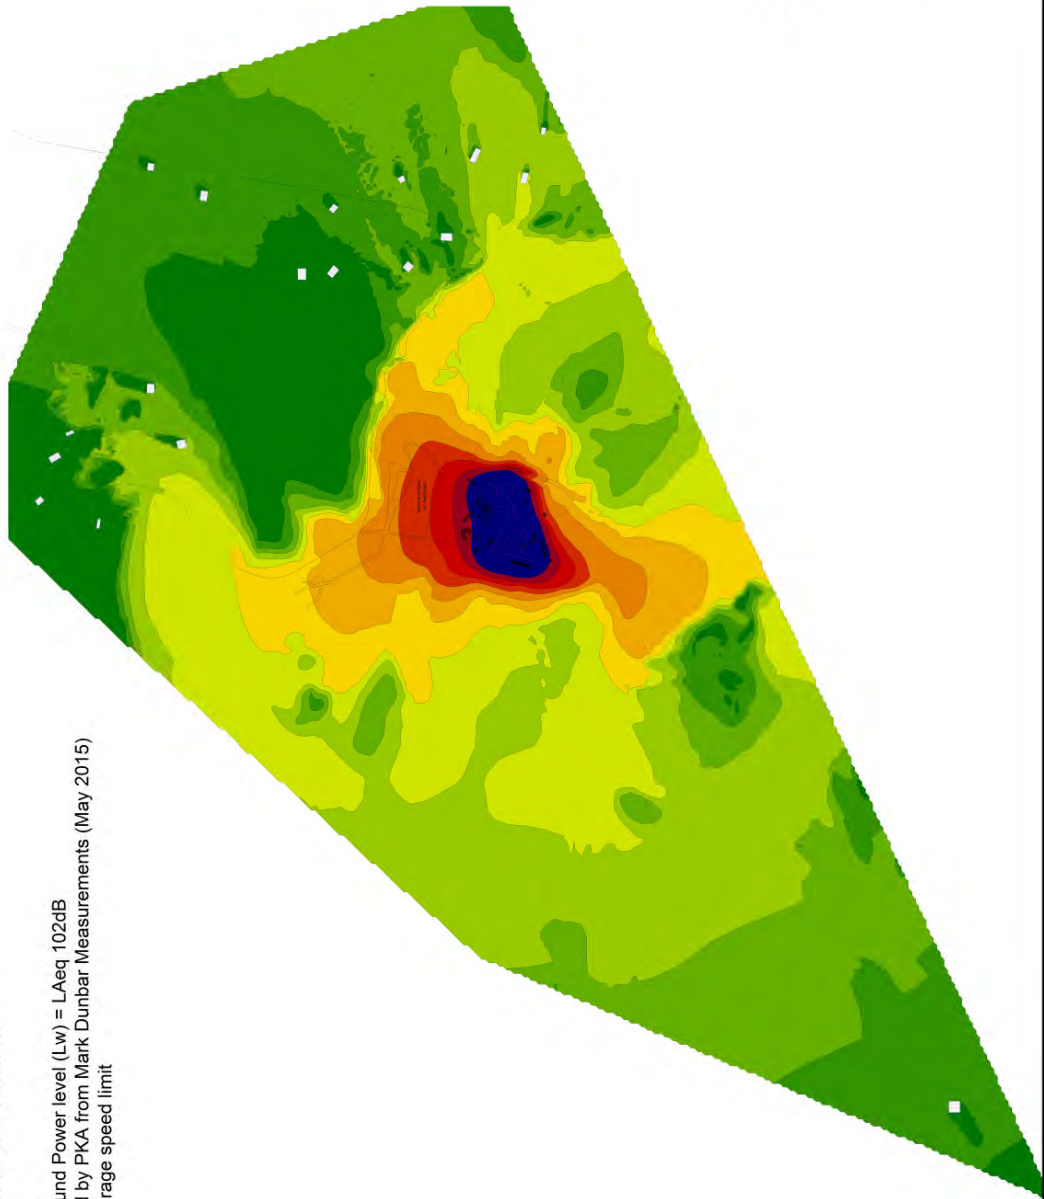 und Power level (Lw) = LAeq 102dB
by PKA from Mark Dunbar Measurements (May 2015)
rage speed limit